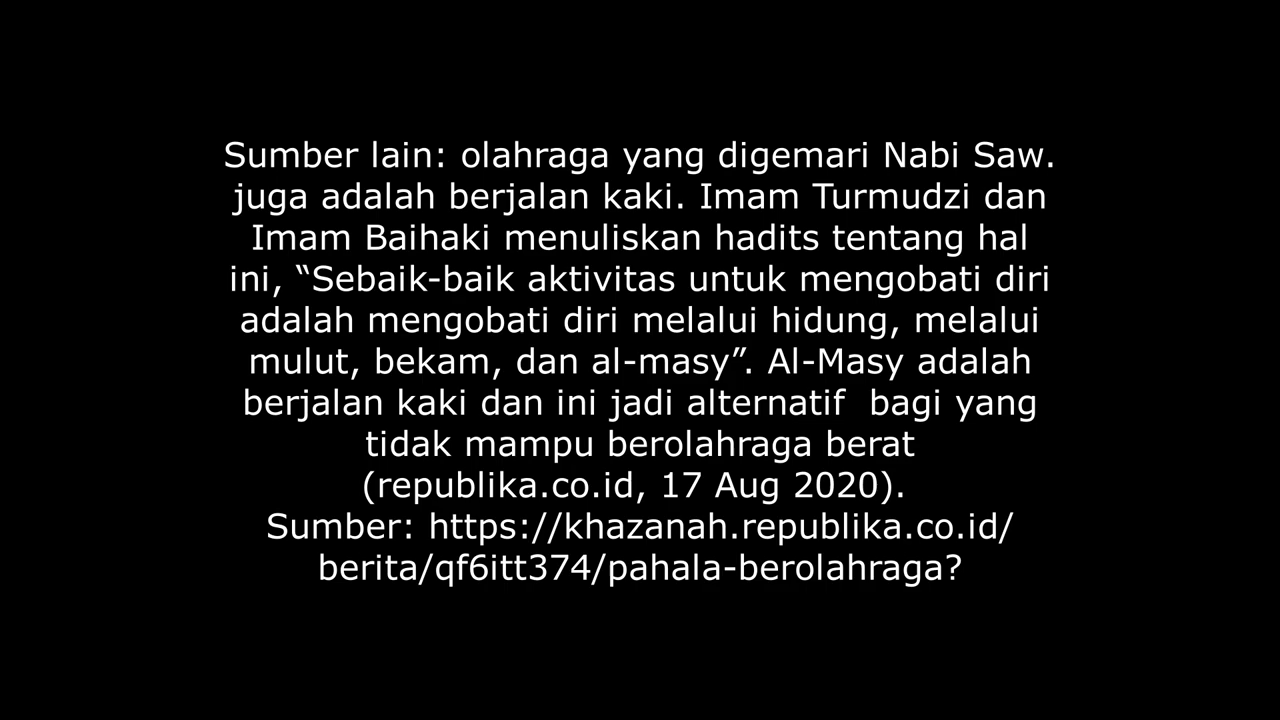 Sumber lain: olahraga yang digemari Nabi Saw.
juga adalah berjalan kaki. Imam Turmudzi dan
Imam Baihaki menuliskan hadits tentang hal
ini, “Sebaik-baik aktivitas untuk mengobati diri
adalah mengobati diri melalui hidung, melalui
mulut, bekam, dan al-masy”. Al-Masy adalah
berjalan kaki dan ini jadi alternatif  bagi yang
tidak mampu berolahraga berat
(republika.co.id, 17 Aug 2020).
Sumber: https://khazanah.republika.co.id/
berita/qf6itt374/pahala-berolahraga?